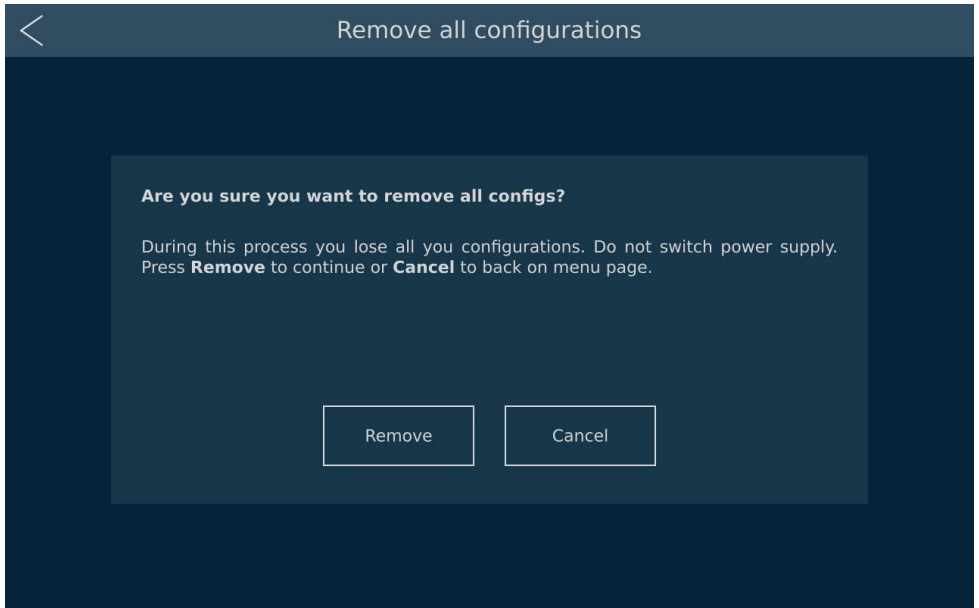 Remove all configurations
Are you sure you want to remove all configs?
During this process you lose all you configurations. Do not switch power supply.
Press Remove to continue or Cancel to back on menu page.
Remove
Cancel